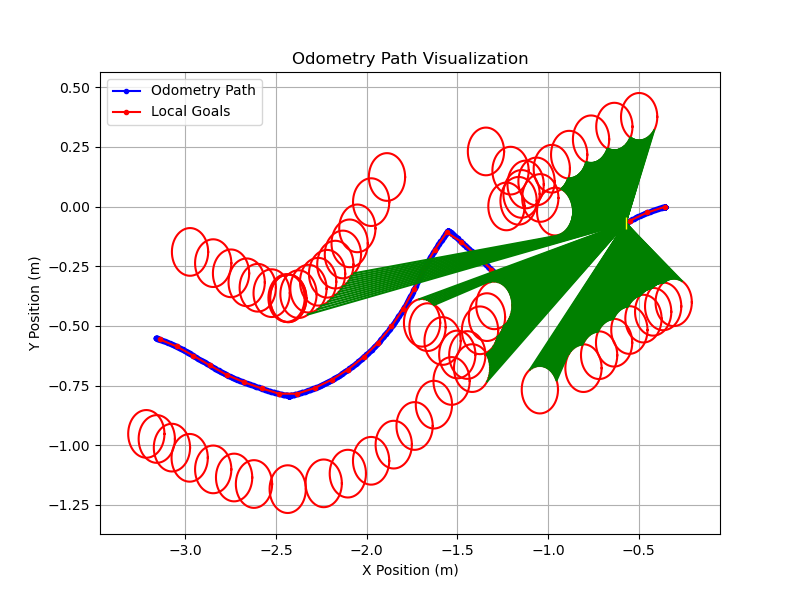 Odometry Path Visualization
Odometry Path
Local Goals
0.50
0.25
0.00
−0.25
−0.50
−0.75
−1.00
−1.25
Y Position (m)
−3.0 −2.5 −2.0 −1.5 −1.0 −0.5
X Position (m)